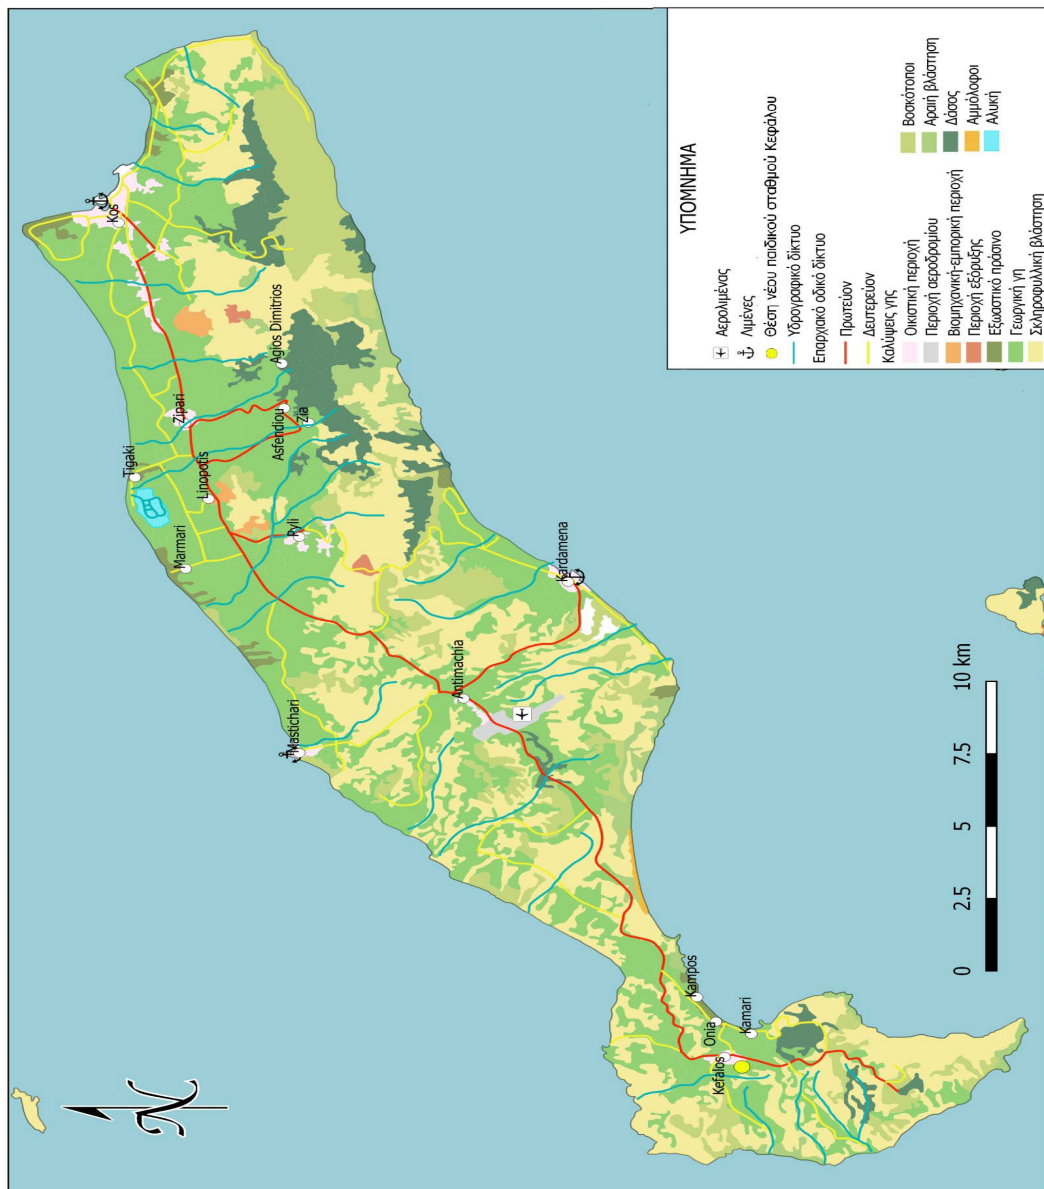 ΥΠΟΜΝΗΜΑ
Αερολιμένας
Λιμένες
Θέση νέου παιδικού σταθμού Κεφάλου
Υδρογραφικό δίκτυο
Επαρχιακό οδικό δίκτυο
Πρωτεύον
Δευτερεύον
Καλύψεις γης
Οικιστική περιοχή
Περιοχή αεροδρομίου
Βιομηχανική-εμπορική περιοχή
Περιοχή εξόρυξης
Εξωαστικό πράσινο
Γεωργική γη
Σκληροφυλλική βλάστηση
Βοσκότοποι
Αραιή βλάστηση
Δάσος
Αμμόλοφοι
Αλυκή
Kos
Agios Dimitrios
Zipari
Asfendiou
Zia
Tigaki
Linopotis
Pyli
Marmari
Kardamena
Antimachia
Mastichari
Kampos
Onia
Kamari
Kefalos
N
0
2.5
5
7.5
10 km